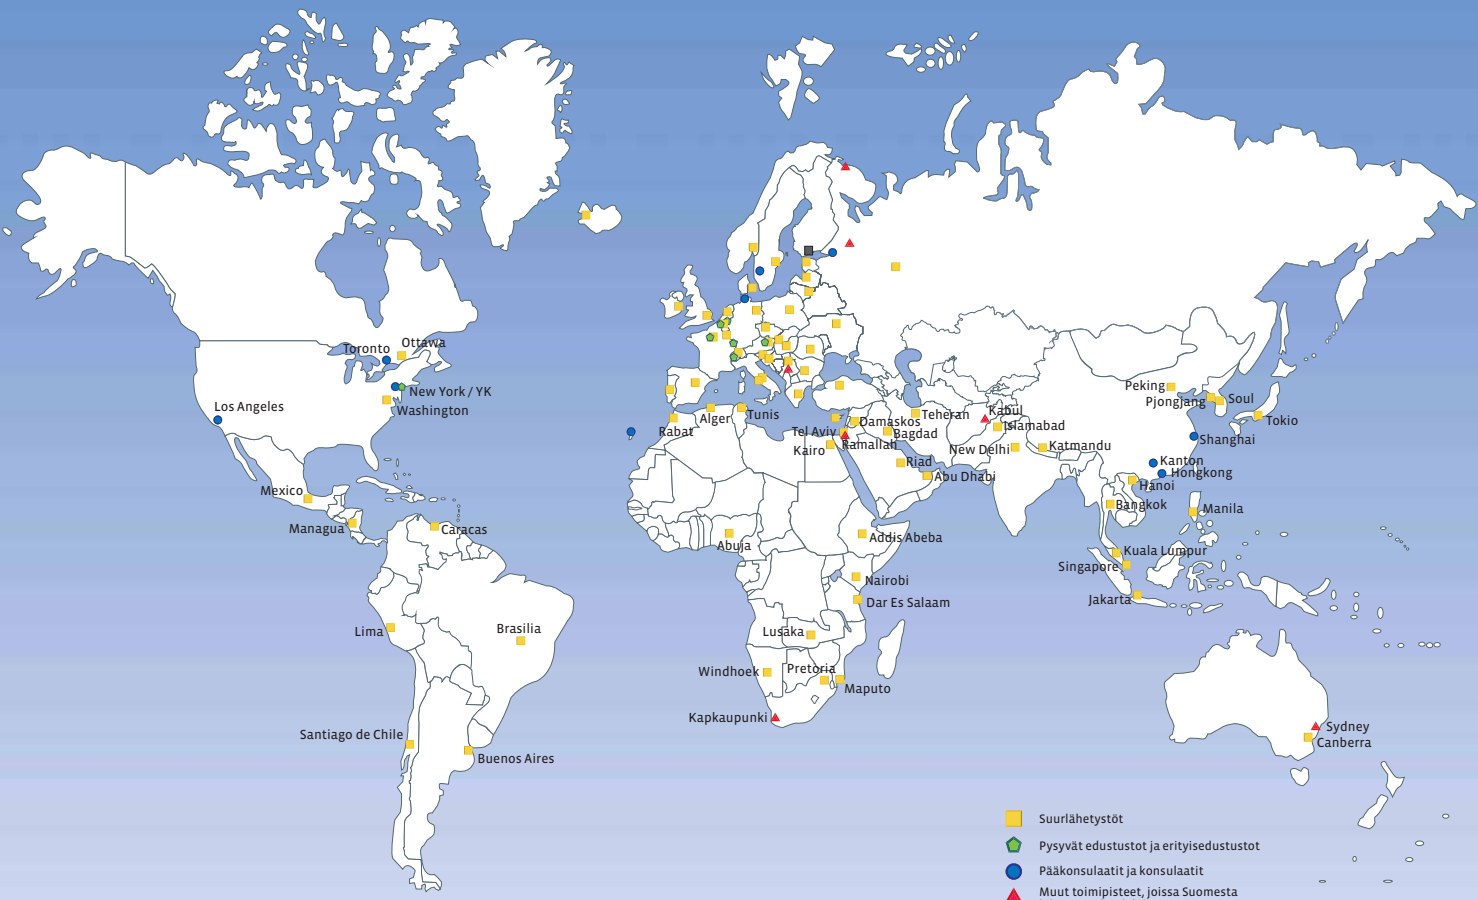 Ottawa
Toronto
New York / YK
Washington
Los Angeles
Mexico
Managua
Caracas
Lima
Brasilia
Santiago de Chile
Buenos Aires
Rabat
Alger
Tunis
Tel Aviv
Kairo
Ramallah
Damaskos
Bagdad
Teheran
Kabul
Islamabad
New Delhi
Katmandu
Riad
Abu Dhabi
Abuja
Addis Abeba
Nairobi
Dar Es Salaam
Lusaka
Windhoek
Pretoria
Maputo
Kapkaupunki
Peking
Pjongjang
Soul
Tokio
Shanghai
Kanton
Hongkong
Hanoi
Bangkok
Manila
Kuala Lumpur
Singapore
Jakarta
Sydney
Canberra
Suurlähetystöt
Pysyvät edustustot ja erityisedustustot
Pääkonsulaatit ja konsulaatit
Muut toimipisteet, joissa Suomesta